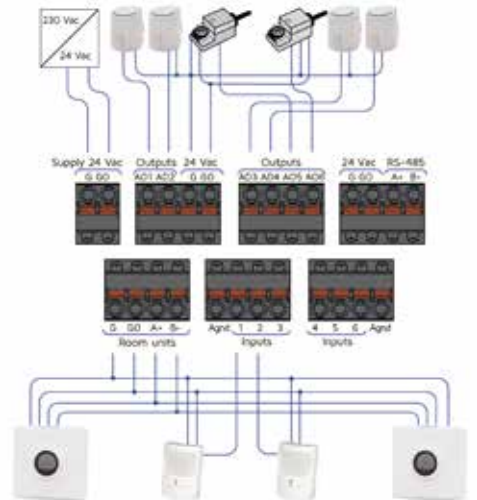 230 Vac
24 Vac
Supply 24 Vac Outputs 24 Vac Outputs 24 Vac RS-485
G G0 AO1 AO2 G G0 AO3 AO4 AO5 AO6 G G0 A+ B-
G G0 A+ B- Agnd 1 2 3 4 5 6 Agnd
Room units Inputs Inputs